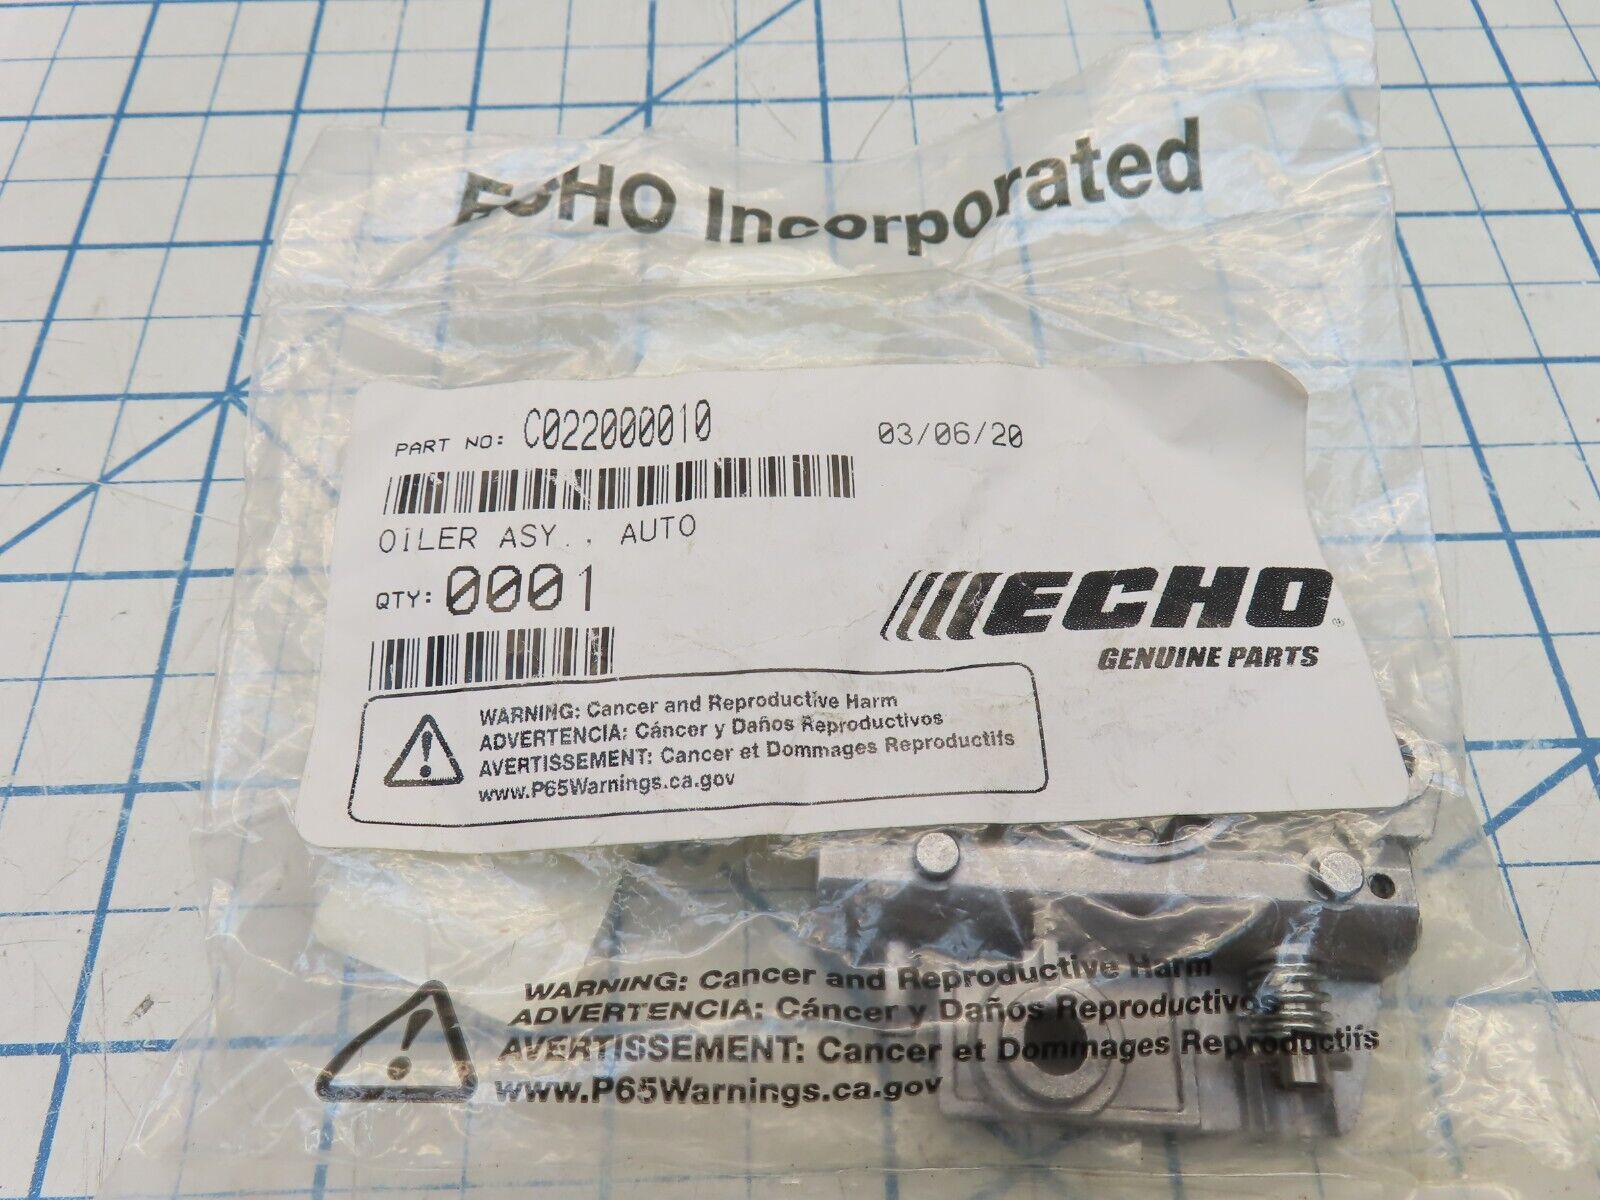 ECHO Incorporated
PART NO: C022000010 03/06/20
OILER ASY., AUTO
QTY: 0001
ECHO®
GENUINE PARTS
WARNING: Cancer and Reproductive Harm
ADVERTENCIA: Cáncer y Daños Reproductivos
AVERTISSEMENT: Cancer et Dommages Reproductifs
www.P65Warnings.ca.gov
WARNING: Cancer and Reproductive Harm
ADVERTENCIA: Cáncer y Daños Reproductivos
AVERTISSEMENT: Cancer et Dommages Reproductifs
www.P65Warnings.ca.gov